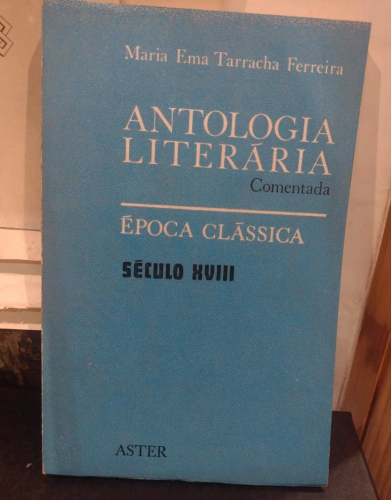 Maria Ema Tarracha Ferreira
ANTOLOGIA
LITERÁRIA
Comentada
ÉPOCA CLÁSSICA
SÉCULO XVIII
ASTER